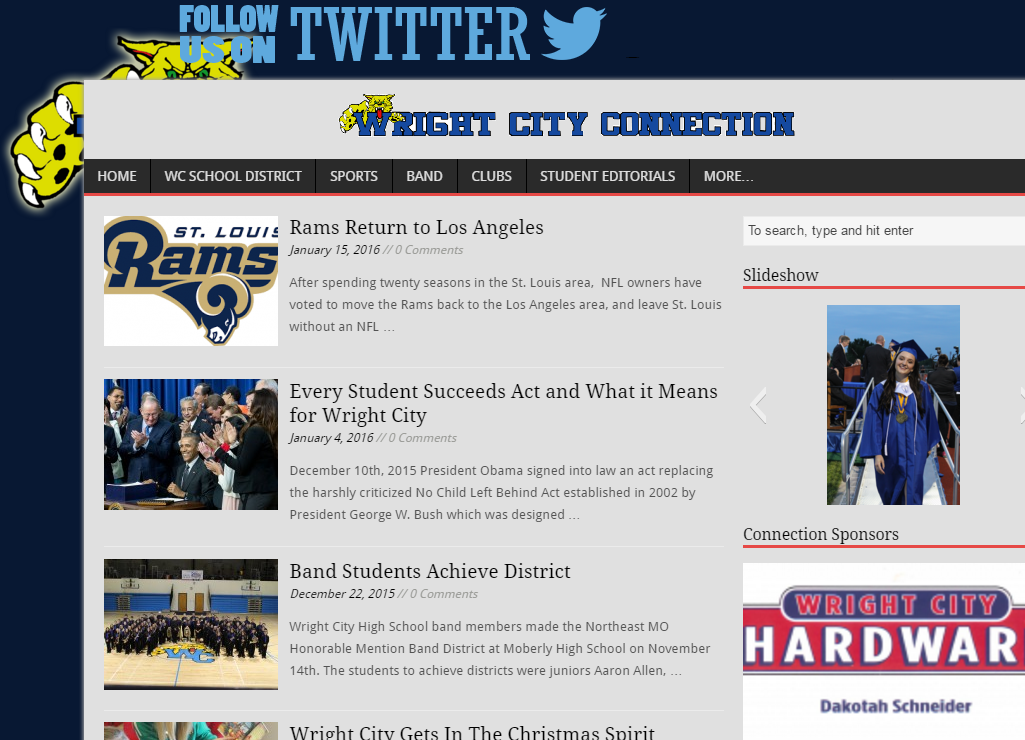 FOLLOW US ON TWITTER
WRIGHT CITY CONNECTION
HOME WC SCHOOL DISTRICT SPORTS BAND CLUBS STUDENT EDITORIALS MORE...
ST. LOUIS
Rams
Rams Return to Los Angeles
January 15, 2016 // 0 Comments
After spending twenty seasons in the St. Louis area, NFL owners have
voted to move the Rams back to the Los Angeles area, and leave St. Louis
without an NFL …
Every Student Succeeds Act and What it Means
for Wright City
January 4, 2016 // 0 Comments
December 10th, 2015 President Obama signed into law an act replacing
the harshly criticized No Child Left Behind Act established in 2002 by
President George W. Bush which was designed …
WC
Band Students Achieve District
December 22, 2015 // 0 Comments
Wright City High School band members made the Northeast MO
Honorable Mention Band District at Moberly High School on November
14th. The students to achieve districts were juniors Aaron Allen, …
Wright City Gets In The Christmas Spirit
To search, type and hit enter
Slideshow
Connection Sponsors
WRIGHT CITY
HARDWAR
Dakotah Schneider